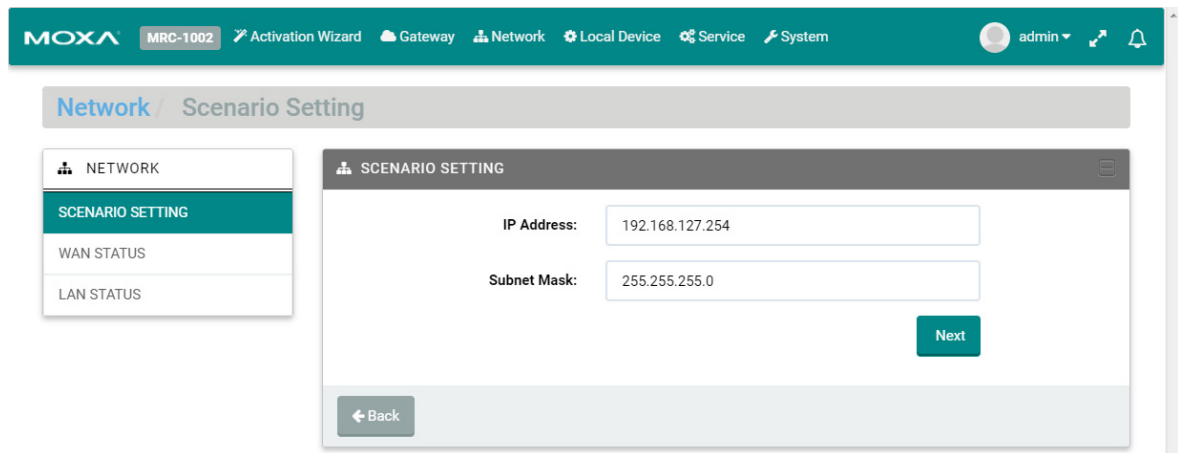 MOXA MRC-1002 Activation Wizard Gateway Network Local Device Service System admin
Network / Scenario Setting
NETWORK
SCENARIO SETTING
WAN STATUS
LAN STATUS
SCENARIO SETTING
IP Address: 192.168.127.254
Subnet Mask: 255.255.255.0
Next
Back